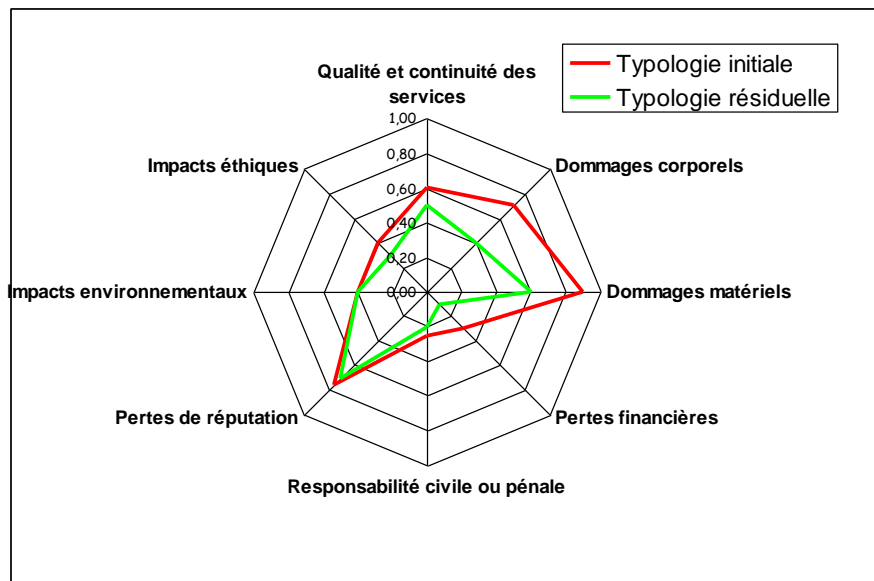 Typologie initiale
Typologie résiduelle
Qualité et continuité des
services
1,00
0,80
0,60
0,40
0,20
0,00
Impacts éthiques
Dommages corporels
Impacts environnementaux
Dommages matériels
Pertes de réputation
Pertes financières
Responsabilité civile ou pénale